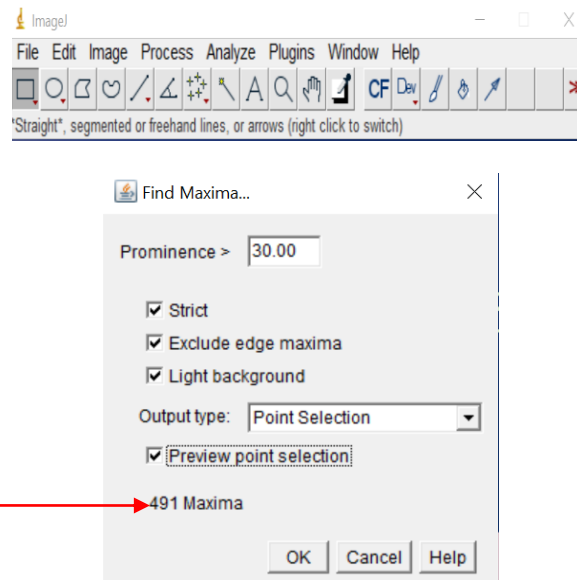 ImageJ
File Edit Image Process Analyze Plugins Window Help
A CF Dev
"Straight", segmented or freehand lines, or arrows (right click to switch)
Find Maxima...
Prominence > 30.00
Strict
Exclude edge maxima
Light background
Output type: Point Selection
Preview point selection
491 Maxima
OK Cancel Help